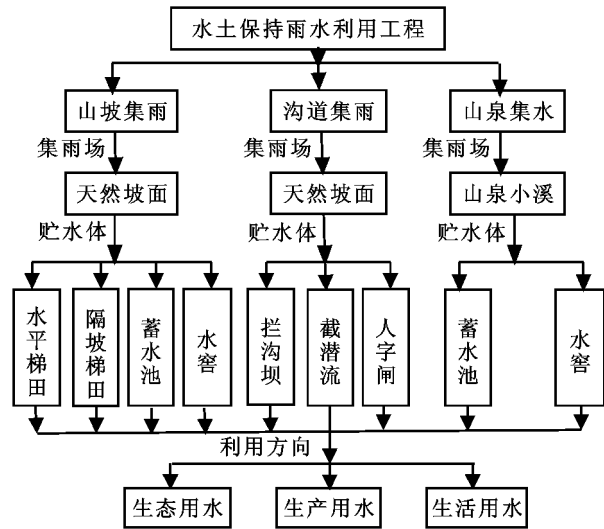 水土保持雨水利用工程
山坡集雨
沟道集雨
山泉集水
集雨场
集雨场
集雨场
天然坡面
天然坡面
山泉小溪
贮水体
贮水体
贮水体
水平梯田
隔坡梯田
蓄水池
水窖
拦沟坝
截潜流
人字闸
蓄水池
水窖
利用方向
生态用水
生产用水
生活用水